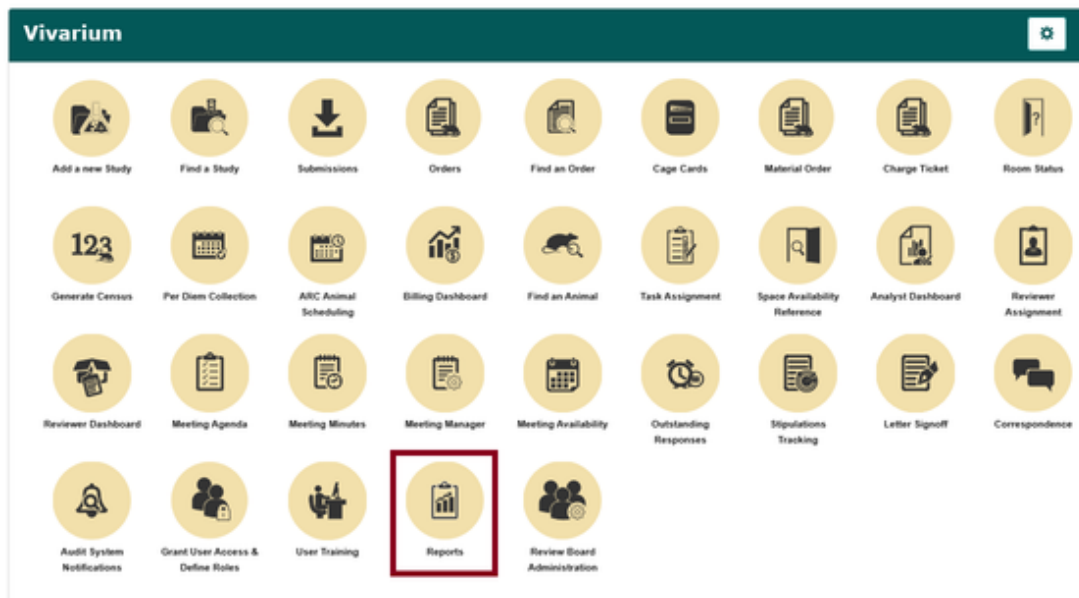 Vivarium
Add a new Study
Find a Study
Submissions
Orders
Find an Order
Cage Cards
Material Order
Charge Ticket
Room Status
?
123
Generate Census
Per Diem Collection
ARC Animal
Scheduling
Billing Dashboard
$
Find an Animal
Task Assignment
Space Availability
Reference
Analyst Dashboard
Reviewer
Assignment
Reviewer Dashboard
Meeting Agenda
Meeting Minutes
Meeting Manager
Meeting Availability
Outstanding
Responses
Stipulations
Tracking
Letter Signoff
Correspondence
Audit System
Notifications
Grant User Access &
Define Roles
User Training
Reports
Review Board
Administration